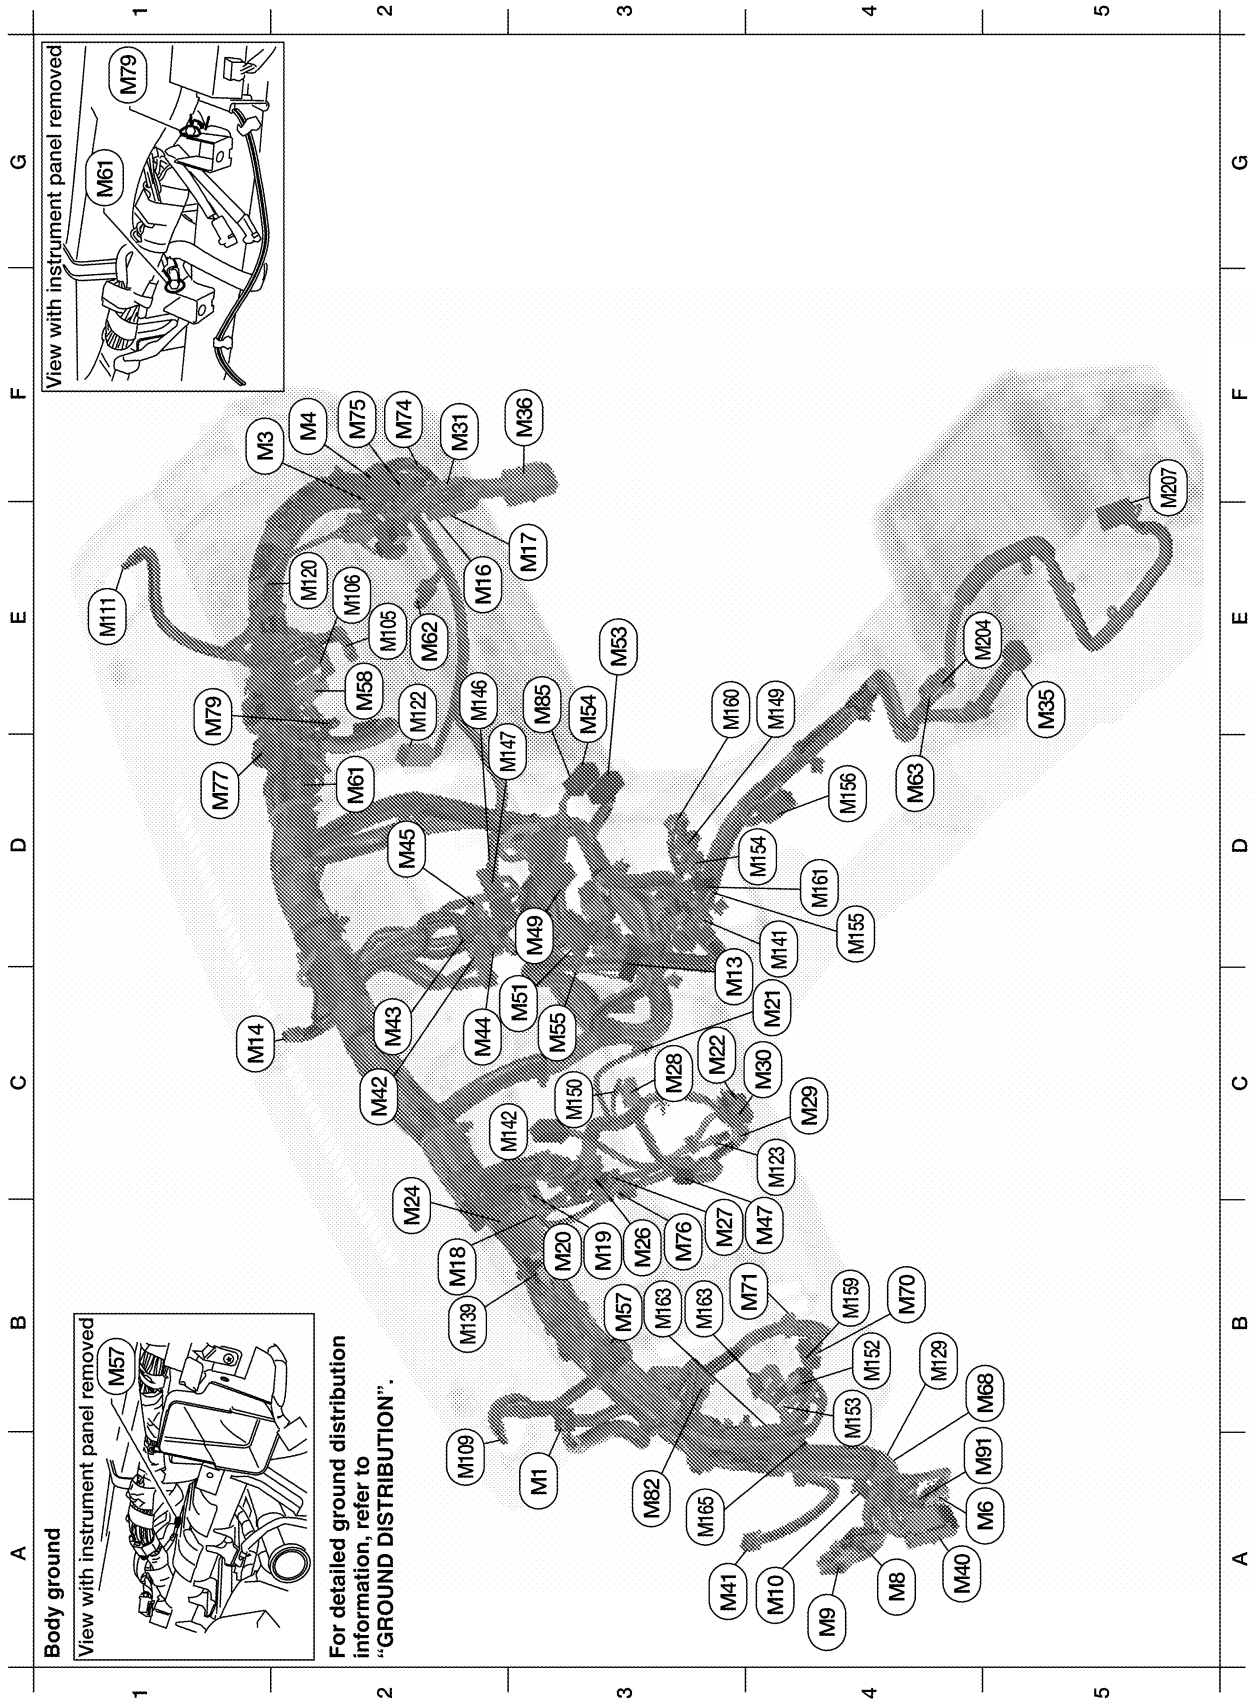 1
2
3
4
5
G
F
E
D
C
B
A
View with instrument panel removed
M79
M61
M3
M4
M75
M74
M31
M36
M111
M120
M106
M105
M62
M16
M17
M207
M79
M58
M122
M146
M85
M54
M53
M204
M35
M77
M61
M147
M160
M149
M156
M63
M45
M49
M154
M161
M155
M141
M13
M14
M43
M42
M44
M51
M55
M21
M22
M28
M150
M30
M29
M142
M123
M24
M18
M20
M19
M26
M76
M27
M47
M139
M57
M163
M163
M71
M159
M70
M152
M129
M153
M68
M109
M1
M82
M165
M91
M6
M41
M10
M9
M8
M40
Body ground
View with instrument panel removed
M57
For detailed ground distribution
information, refer to
“GROUND DISTRIBUTION”.
G
F
E
D
C
B
A
1
2
3
4
5